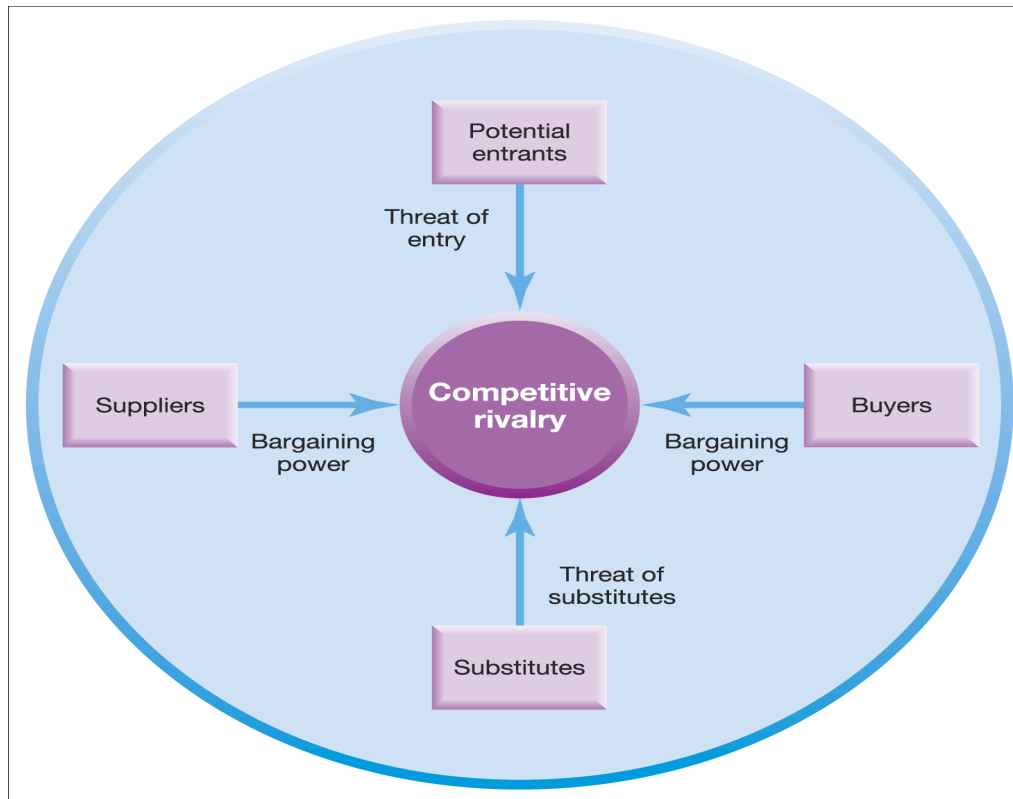 Potential
entrants
Threat of
entry
Suppliers
Competitive
rivalry
Buyers
Bargaining
power
Bargaining
power
Threat of
substitutes
Substitutes